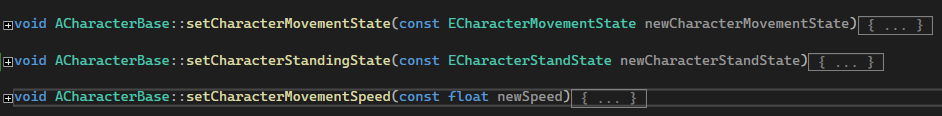 void ACharacterBase::setCharacterMovementState(const ECharacterMovementState newCharacterMovementState){ ... }
void ACharacterBase::setCharacterStandingState(const ECharacterStandState newCharacterStandState){ ... }
void ACharacterBase::setCharacterMovementSpeed(const float newSpeed){ ... }